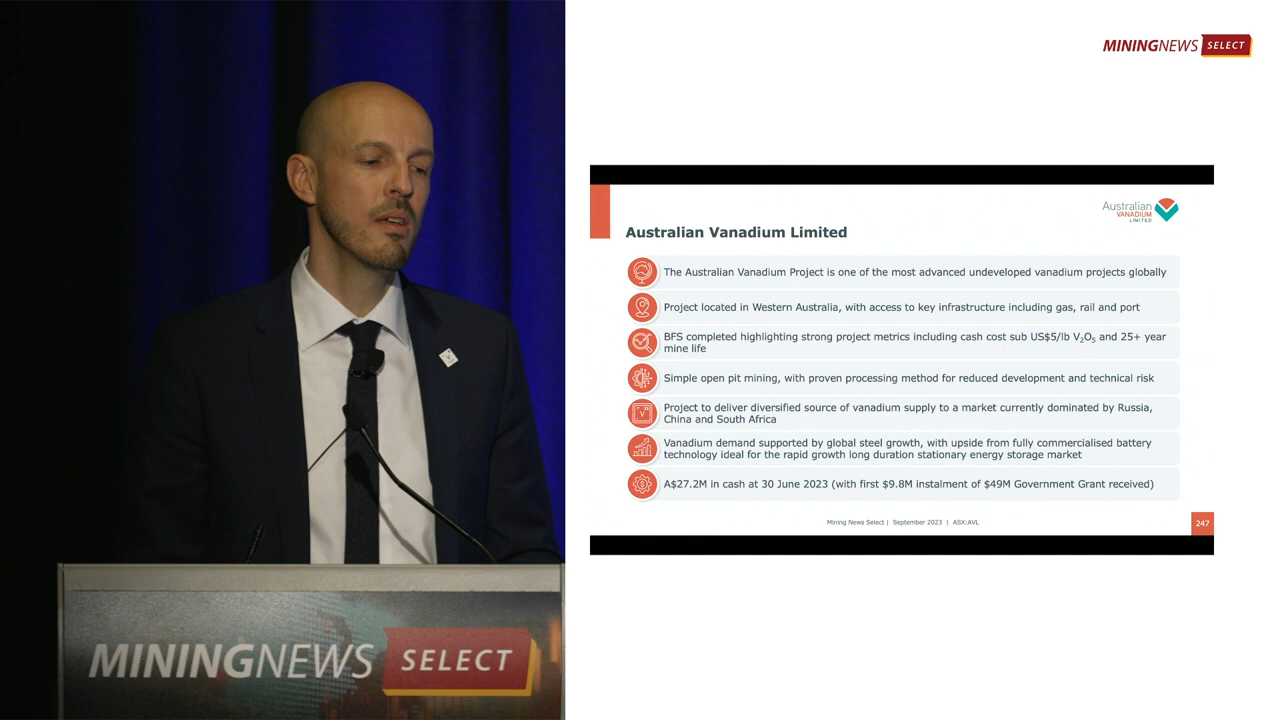 MININGNEWS SELECT
Australian
VANADIUM
LIMITED
Australian Vanadium Limited
The Australian Vanadium Project is one of the most advanced undeveloped vanadium projects globally
Project located in Western Australia, with access to key infrastructure including gas, rail and port
BFS completed highlighting strong project metrics including cash cost sub US$5/lb V₂O₅ and 25+ year
mine life
Simple open pit mining, with proven processing method for reduced development and technical risk
Project to deliver diversified source of vanadium supply to a market currently dominated by Russia,
China and South Africa
Vanadium demand supported by global steel growth, with upside from fully commercialised battery
technology ideal for the rapid growth long duration stationary energy storage market
A$27.2M in cash at 30 June 2023 (with first $9.8M instalment of $49M Government Grant received)
Mining News Select | September 2023 | ASX:AVL
247
MININGNEWS SELECT